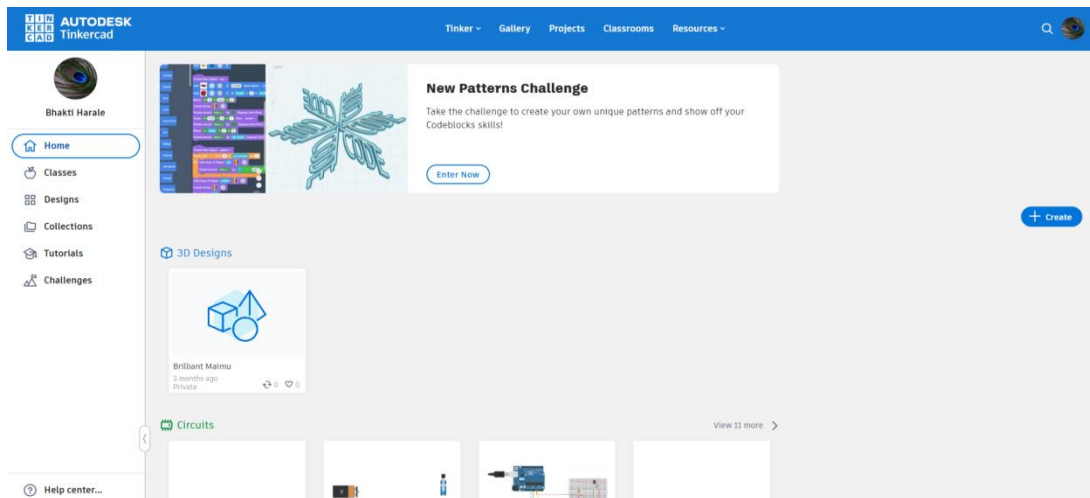 TIN
KER
CAD
AUTODESK
Tinkercad
Tinker
Gallery
Projects
Classrooms
Resources
Bhakti Harale
Home
Classes
Designs
Collections
Tutorials
Challenges
Help center...
New Patterns Challenge
Take the challenge to create your own unique patterns and show off your
Codeblocks skills!
Enter Now
+ Create
3D Designs
Brilliant Maimu
3 months ago
Private
0 0
Circuits
View 11 more